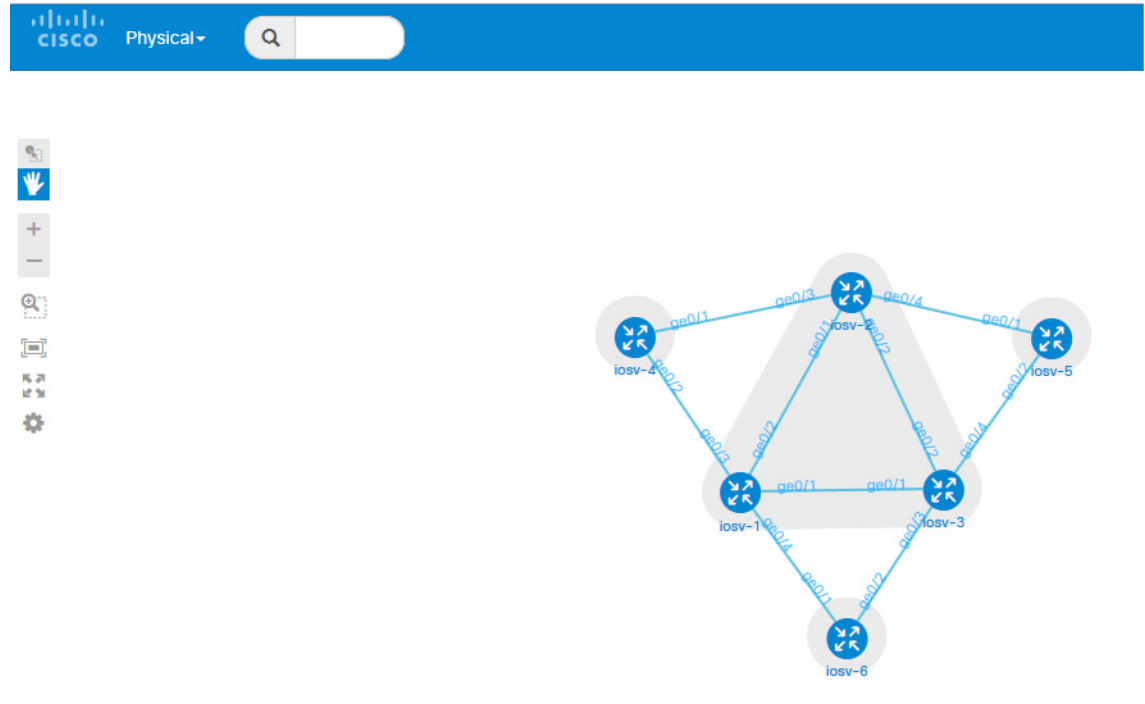 CISCO Physical
ge0/3 ge0/4
ge0/1 ge0/1
iosv-2
ge0/1 ge0/2
iosv-4 iosv-5
ge0/2 ge0/2
ge0/3 ge0/2 ge0/2 ge0/4
ge0/1 ge0/1
iosv-1 iosv-3
ge0/4 ge0/3
ge0/1 ge0/2
iosv-6